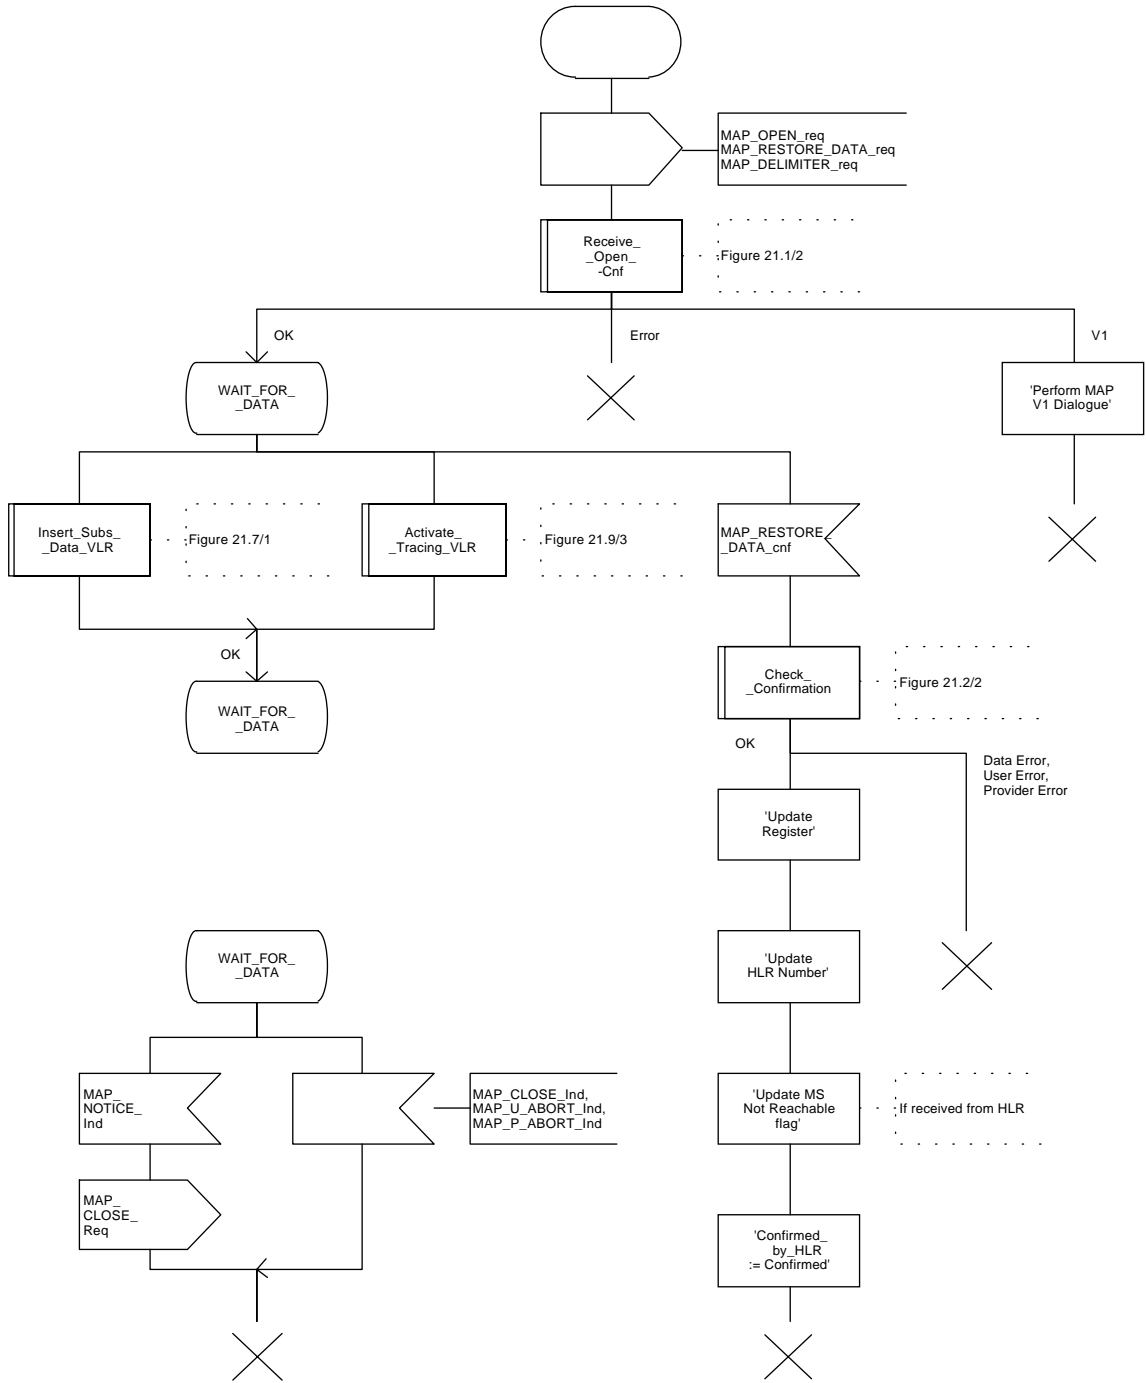 MAP_OPEN_req
MAP_RESTORE_DATA_req
MAP_DELIMITER_req
Receive_
_Open_
-Cnf
Figure 21.1/2
OK
Error
V1
WAIT_FOR_
_DATA
'Perform MAP
V1 Dialogue'
Insert_Subs_
_Data_VLR
Figure 21.7/1
Activate_
_Tracing_VLR
Figure 21.9/3
MAP_RESTORE_
_DATA_cnf
OK
WAIT_FOR_
_DATA
Check_
_Confirmation
Figure 21.2/2
OK
Data Error,
User Error,
Provider Error
'Update
Register'
WAIT_FOR_
_DATA
'Update
HLR Number'
MAP_
NOTICE_
Ind
MAP_CLOSE_Ind,
MAP_U_ABORT_Ind,
MAP_P_ABORT_Ind
'Update MS
Not Reachable
flag'
If received from HLR
MAP_
CLOSE_
Req
'Confirmed_
by_HLR
:= Confirmed'